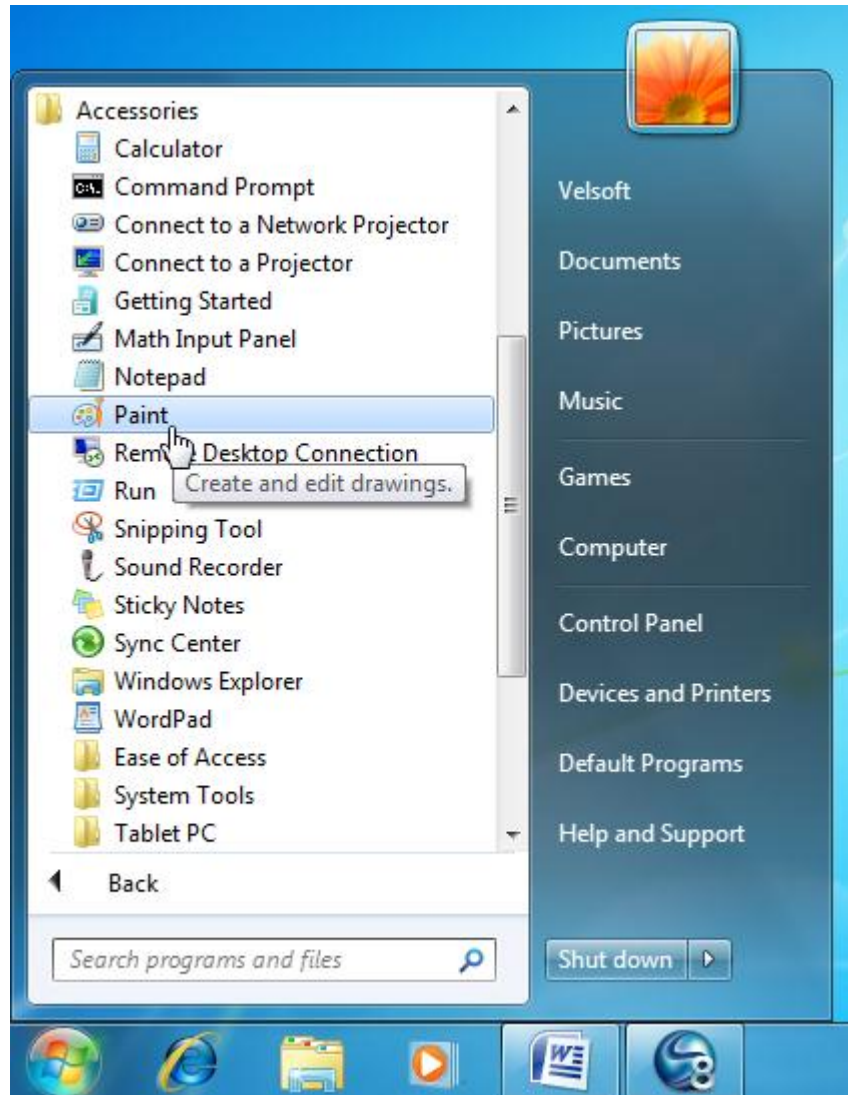 Accessories
Calculator
Command Prompt
Connect to a Network Projector
Connect to a Projector
Getting Started
Math Input Panel
Notepad
Paint
Desktop Connection
Run
Create and edit drawings.
Snipping Tool
Sound Recorder
Sticky Notes
Sync Center
Windows Explorer
WordPad
Ease of Access
System Tools
Tablet PC
Back
Search programs and files
Velsoft
Documents
Pictures
Music
Games
Computer
Control Panel
Devices and Printers
Default Programs
Help and Support
Shut down